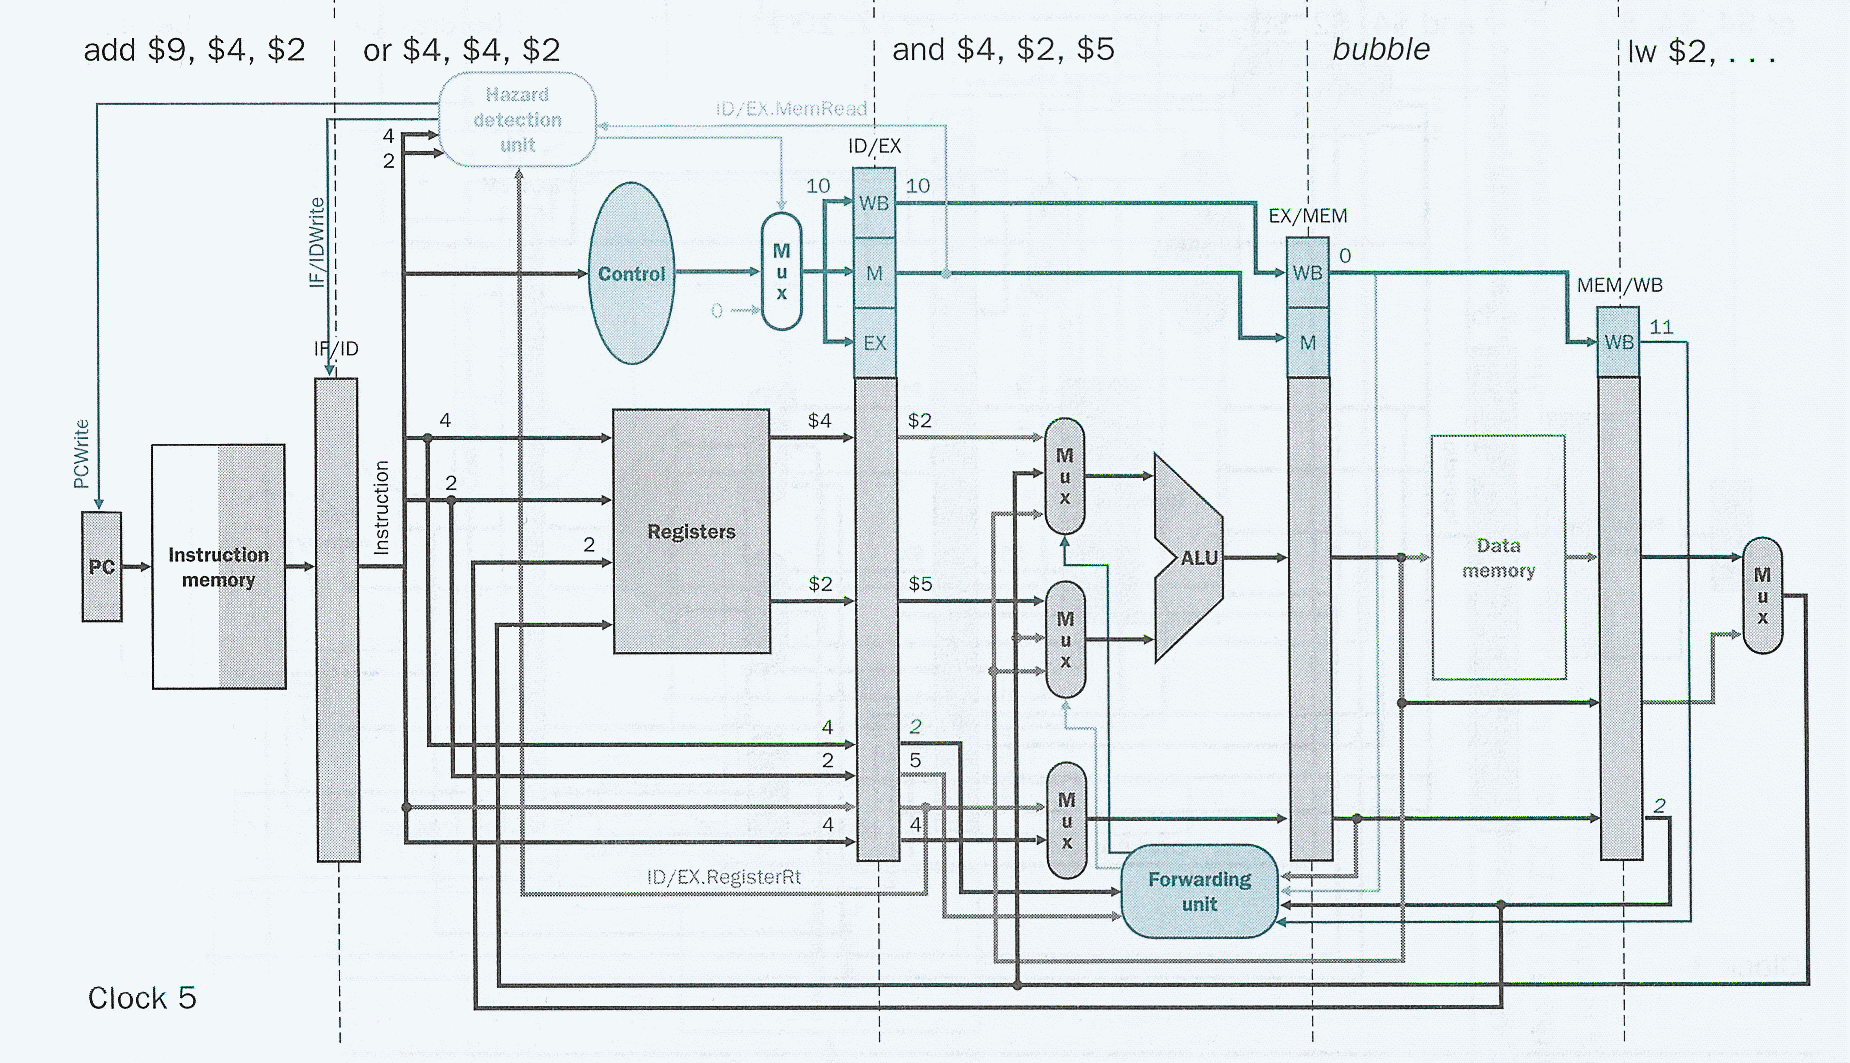 add $9, $4, $2
or $4, $4, $2
and $4, $2, $5
bubble
lw $2, . . .
Hazard
detection
unit
ID/EX.MemRead
4
2
ID/EX
10
WB
10
M
EX
Control
M
u
x
0
IF/IDWrite
EX/MEM
WB
0
M
MEM/WB
WB
11
IF/ID
PCWrite
PC
Instruction
memory
Instruction
4
2
2
Registers
$4
$2
$2
$5
M
u
x
M
u
x
ALU
Data
memory
M
u
x
4
2
2
5
4
4
M
u
x
2
ID/EX.RegisterRt
Forwarding
unit
Clock 5